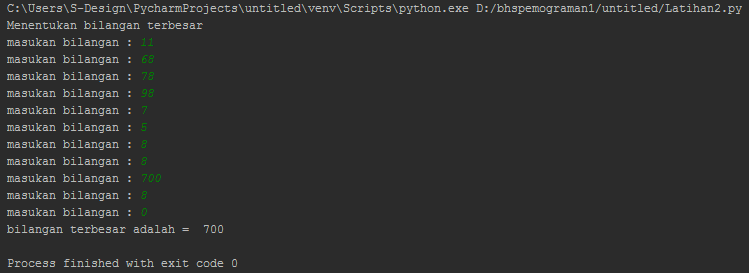 C:\Users\S-Design\PycharmProjects\untitled\venv\Scripts\python.exe D:/bhspemograman1/untitled/Latihan2.py
Menentukan bilangan terbesar
masukan bilangan : 11
masukan bilangan : 68
masukan bilangan : 78
masukan bilangan : 98
masukan bilangan : 7
masukan bilangan : 5
masukan bilangan : 8
masukan bilangan : 8
masukan bilangan : 700
masukan bilangan : 8
masukan bilangan : 0
bilangan terbesar adalah =  700
Process finished with exit code 0